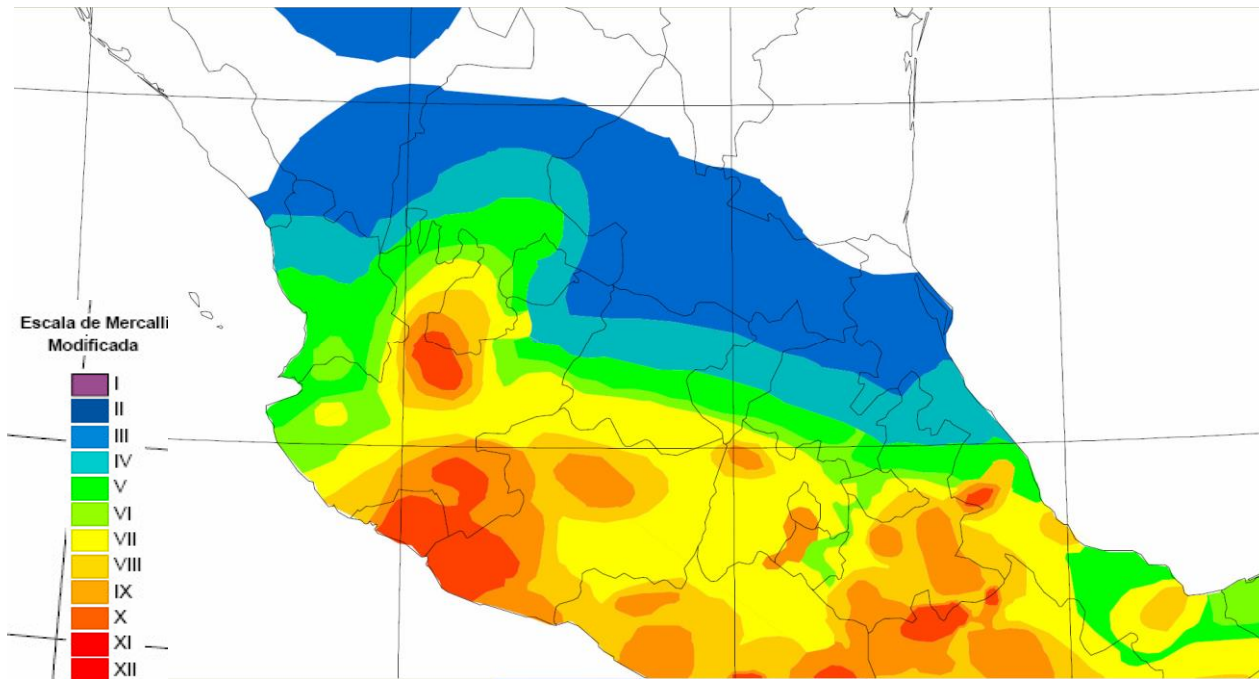 Escala de Mercalli
Modificada
I
II
III
IV
V
VI
VII
VIII
IX
X
XI
XII